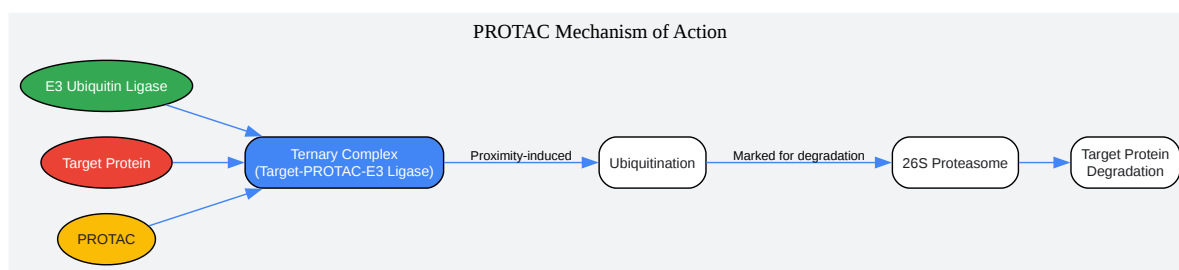 PROTAC Mechanism of Action
E3 Ubiquitin Ligase
Target Protein
PROTAC
Ternary Complex
(Target-PROTAC-E3 Ligase)
Proximity-induced
Ubiquitination
Marked for degradation
26S Proteasome
Target Protein
Degradation